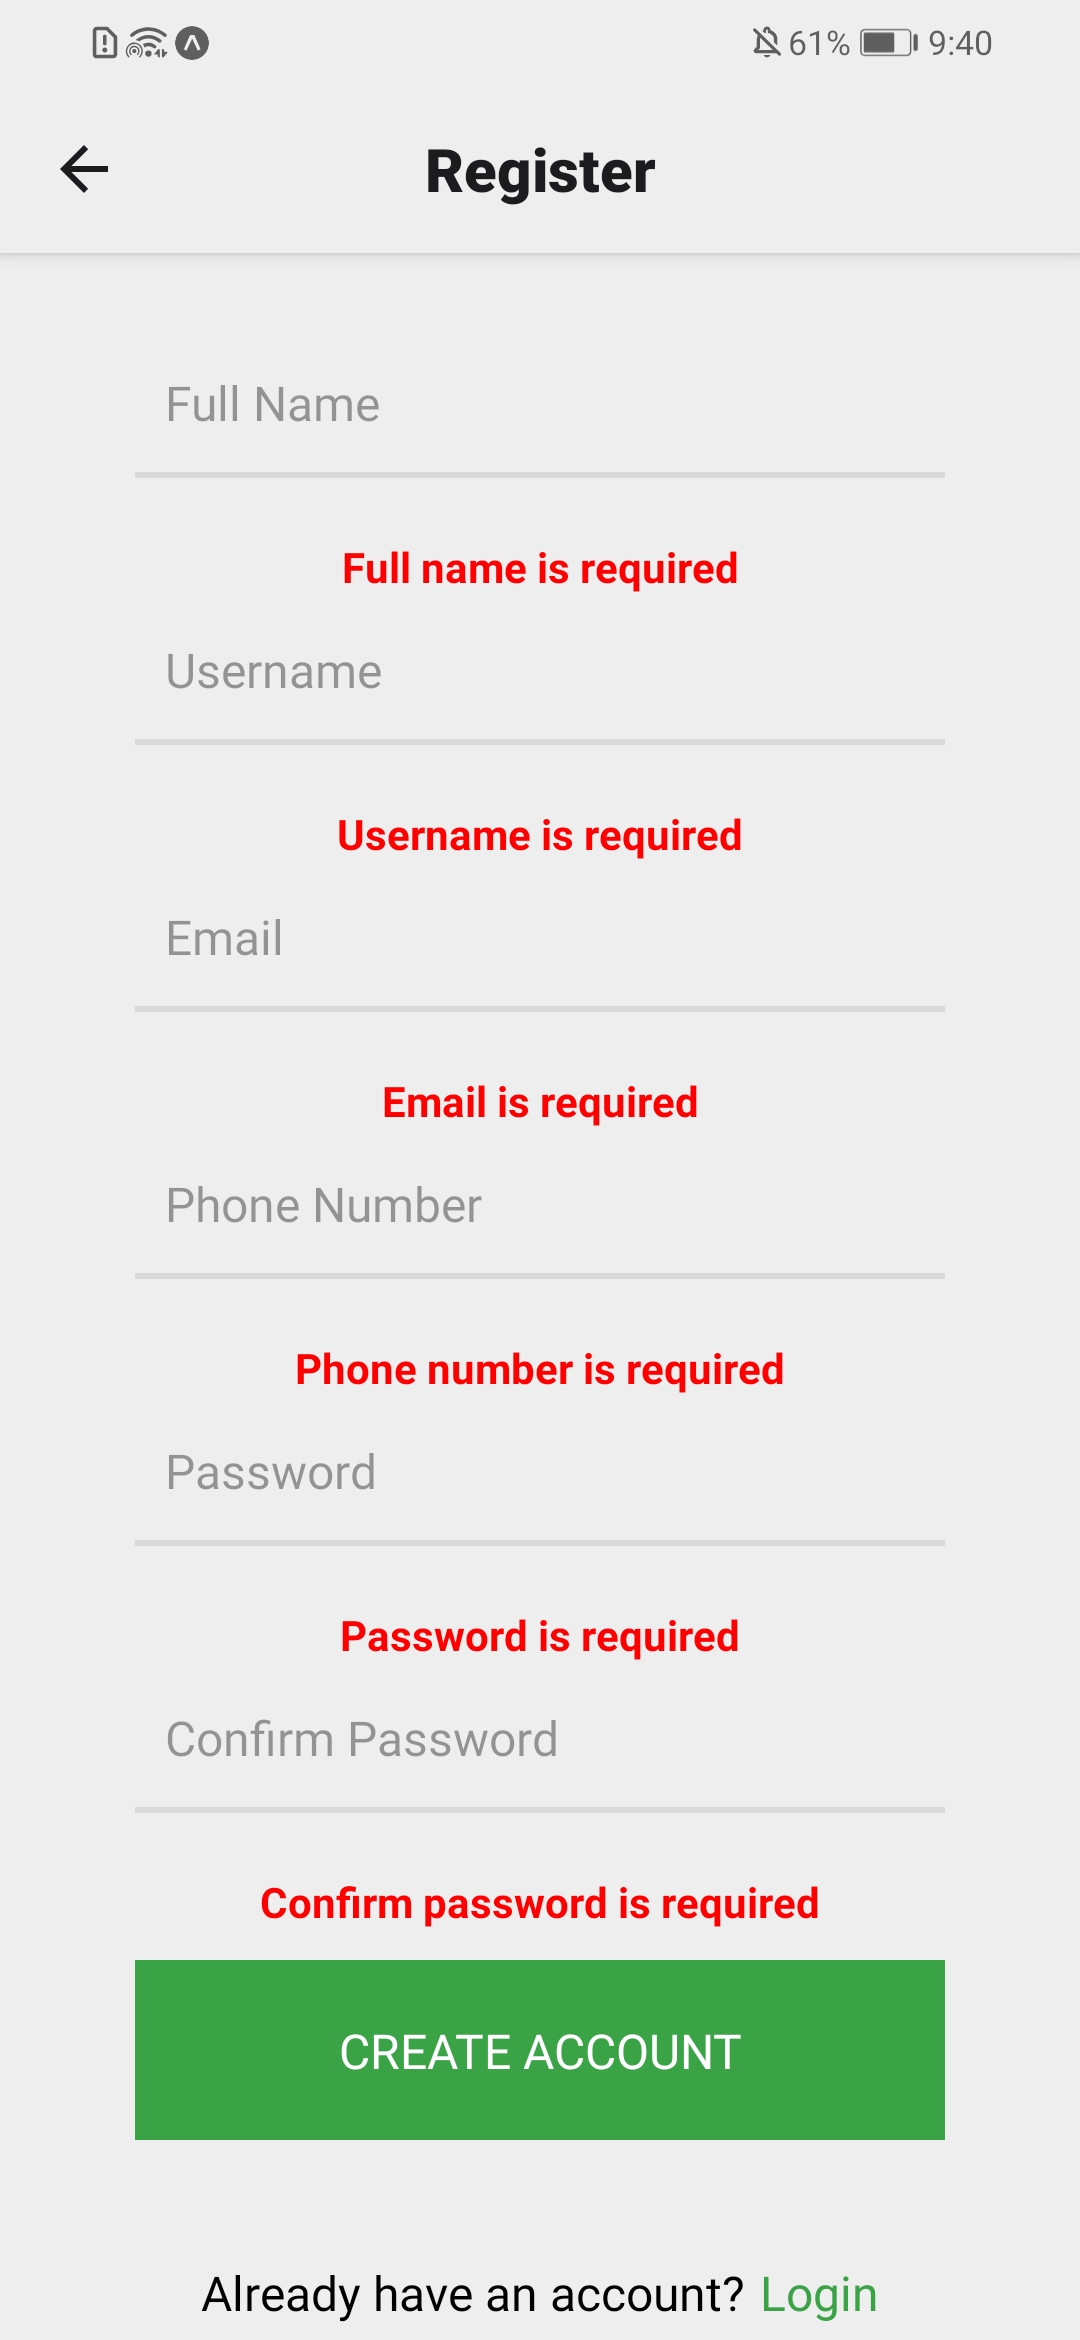 61% 9:40
Register
Full Name
Full name is required
Username
Username is required
Email
Email is required
Phone Number
Phone number is required
Password
Password is required
Confirm Password
Confirm password is required
CREATE ACCOUNT
Already have an account? Login